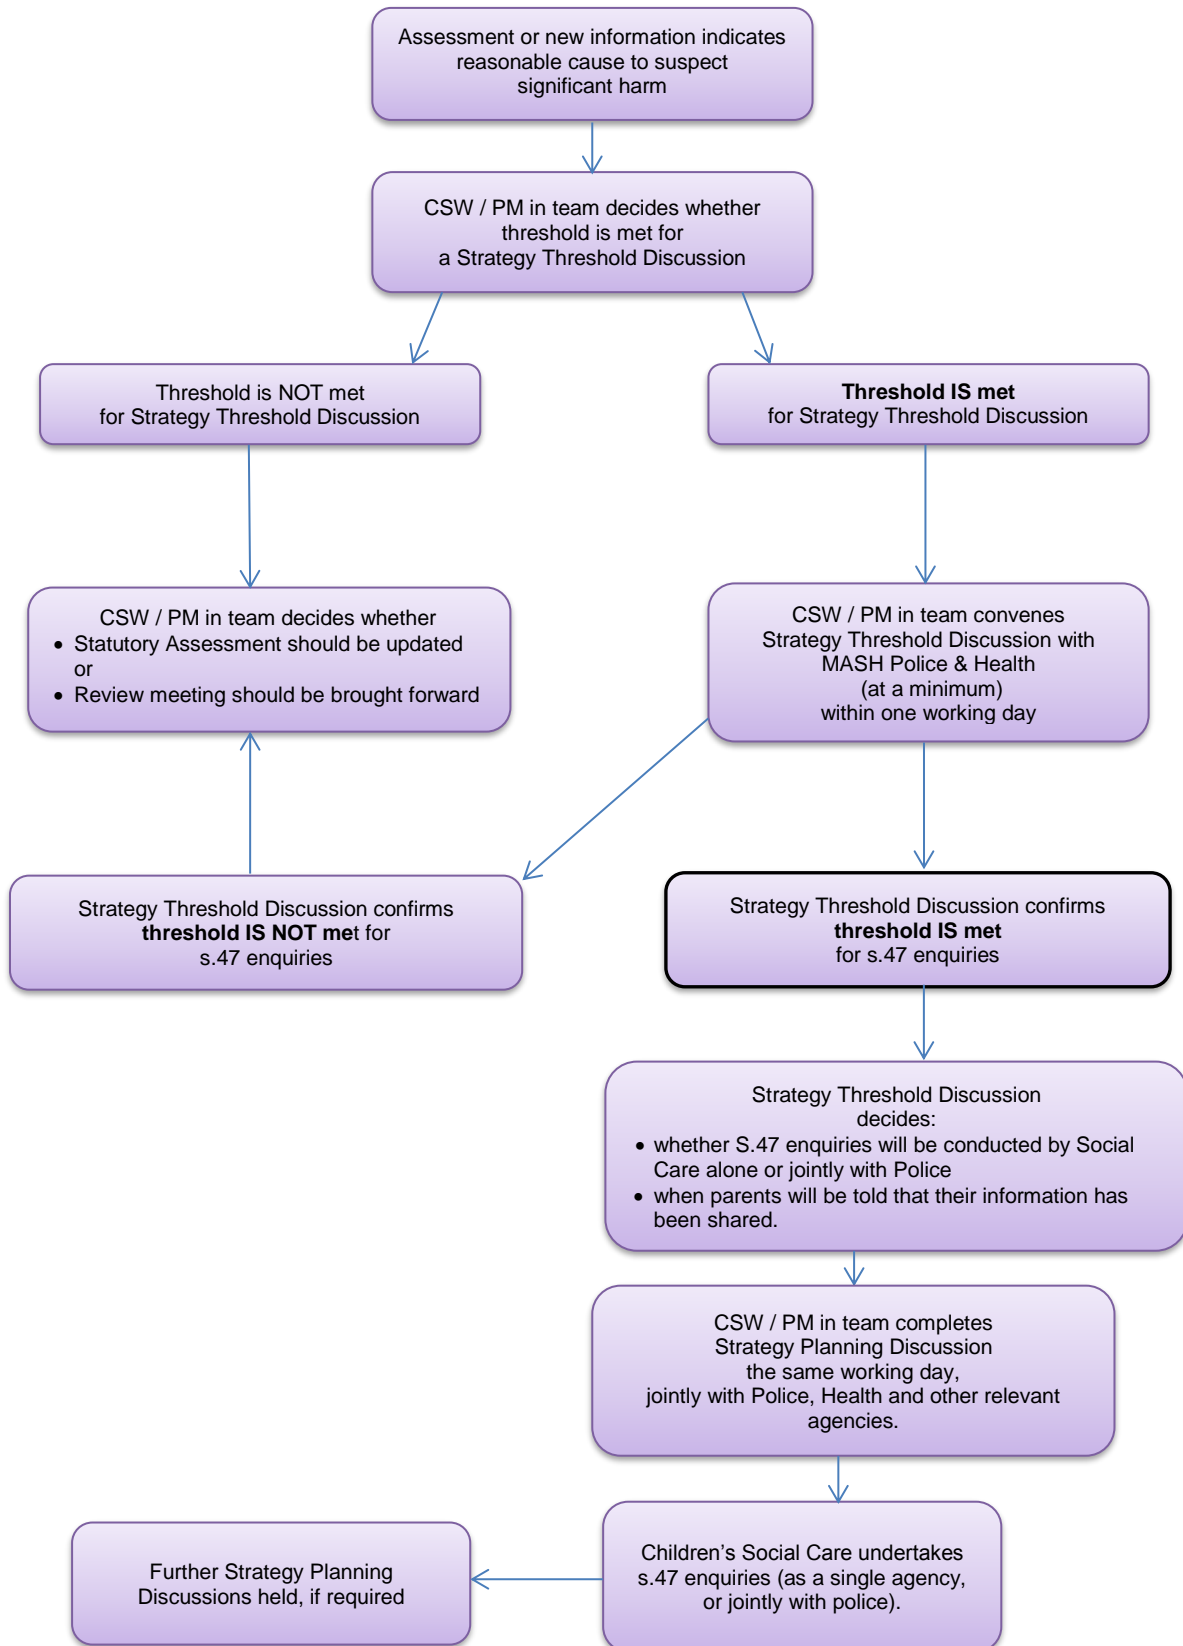 Assessment or new information indicates
reasonable cause to suspect
significant harm
CSW / PM in team decides whether
threshold is met for
a Strategy Threshold Discussion
Threshold is NOT met
for Strategy Threshold Discussion
Threshold IS met
for Strategy Threshold Discussion
CSW / PM in team decides whether
• Statutory Assessment should be updated
or
• Review meeting should be brought forward
CSW / PM in team convenes
Strategy Threshold Discussion with
MASH Police & Health
(at a minimum)
within one working day
Strategy Threshold Discussion confirms
threshold IS NOT met for
s.47 enquiries
Strategy Threshold Discussion confirms
threshold IS met
for s.47 enquiries
Strategy Threshold Discussion
decides:
• whether S.47 enquiries will be conducted by Social
Care alone or jointly with Police
• when parents will be told that their information has
been shared.
CSW / PM in team completes
Strategy Planning Discussion
the same working day,
jointly with Police, Health and other relevant
agencies.
Further Strategy Planning
Discussions held, if required
Children's Social Care undertakes
s.47 enquiries (as a single agency,
or jointly with police).